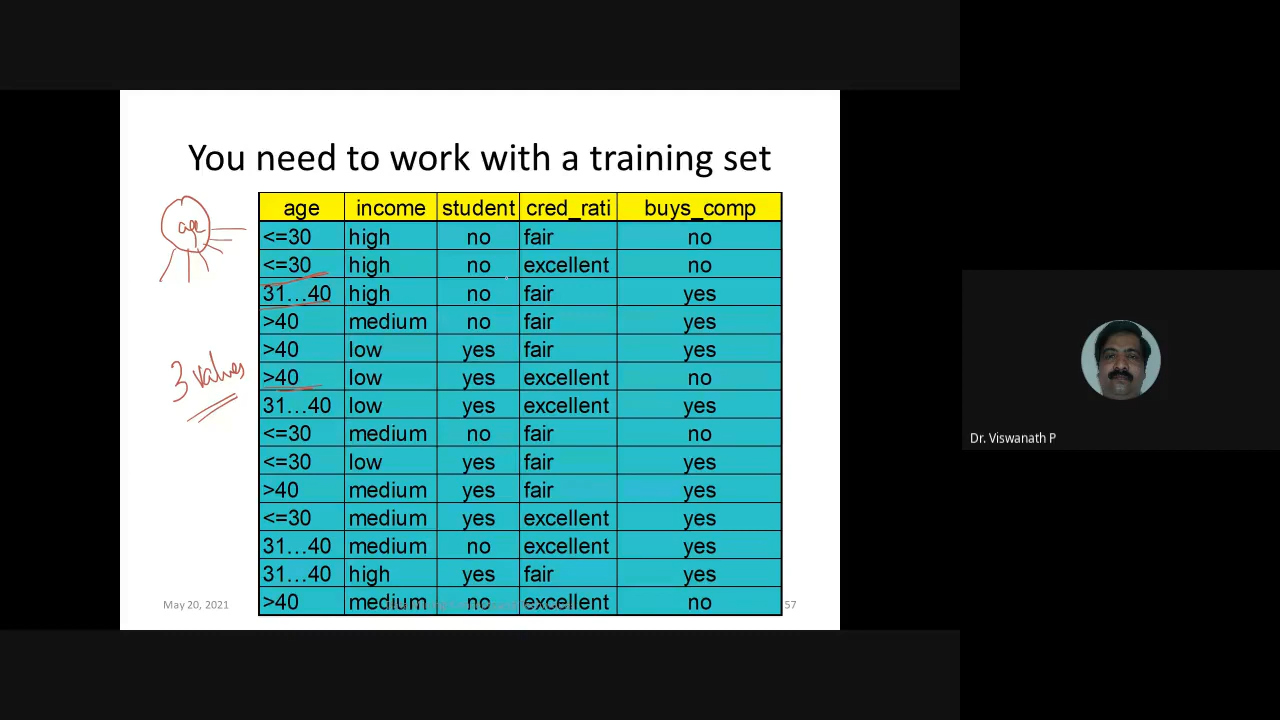 You need to work with a training set
age
age income student cred_rati buys_comp
<=30 high no fair no
<=30 high no excellent no
31…40 high no fair yes
>40 medium no fair yes
>40 low yes fair yes
3 values
>40 low yes excellent no
31…40 low yes excellent yes
<=30 medium no fair no
<=30 low yes fair yes
>40 medium yes fair yes
<=30 medium yes excellent yes
31…40 medium no excellent yes
31…40 high yes fair yes
>40 medium no excellent no
May 20, 2021
57
Dr. Viswanath P